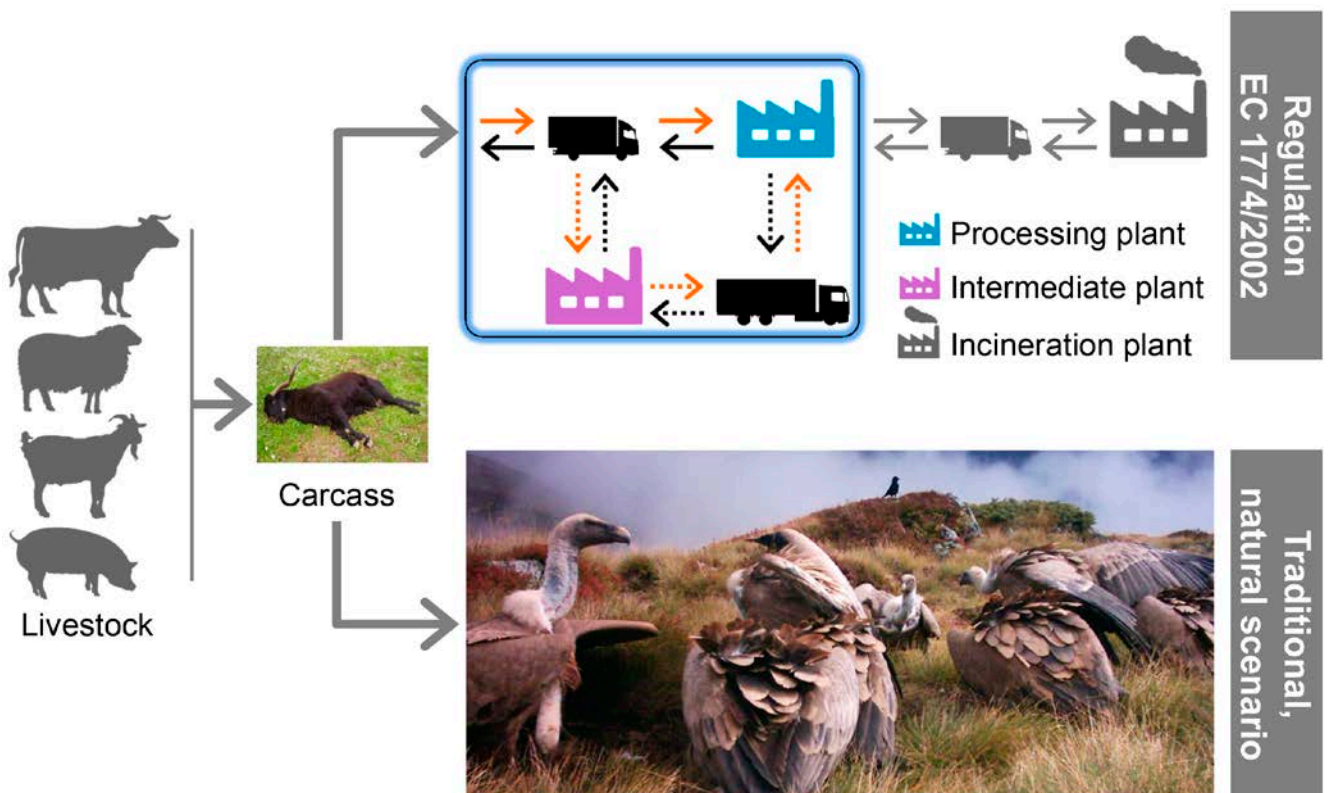 Livestock
Carcass
Processing plant
Intermediate plant
Incineration plant
Regulation
EC 1774/2002
Traditional,
natural scenario